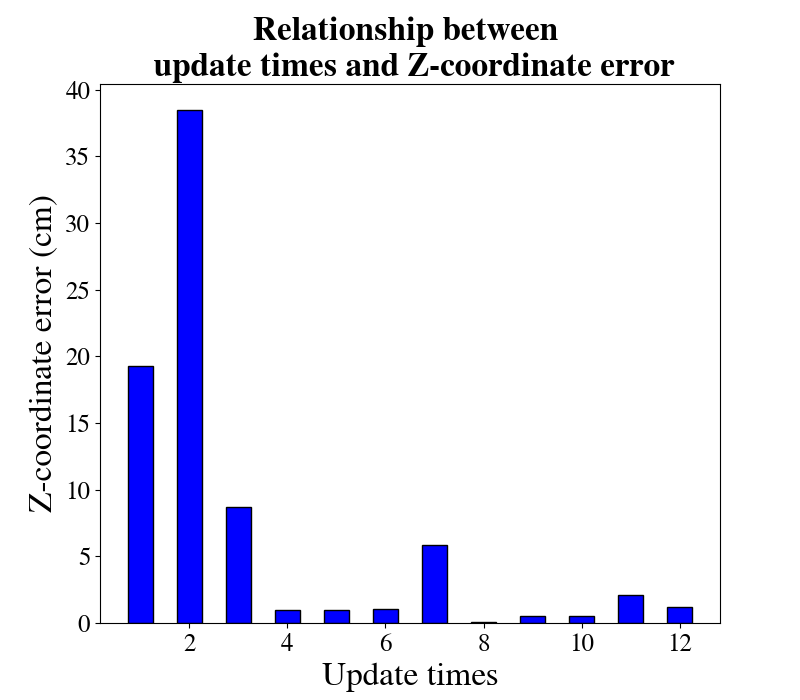 Relationship between
update times and Z-coordinate error
Z-coordinate error (cm)
40
35
30
25
20
15
10
5
0
2 4 6 8 10 12
Update times